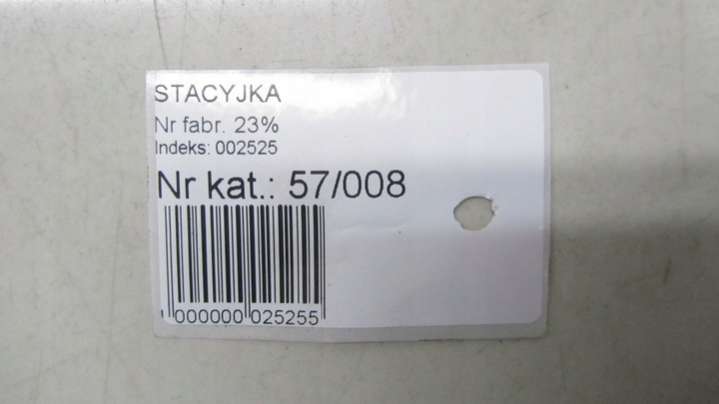 STACYJKA
Nr fabr. 23%
Indeks: 002525
Nr kat.: 57/008
000000 025255